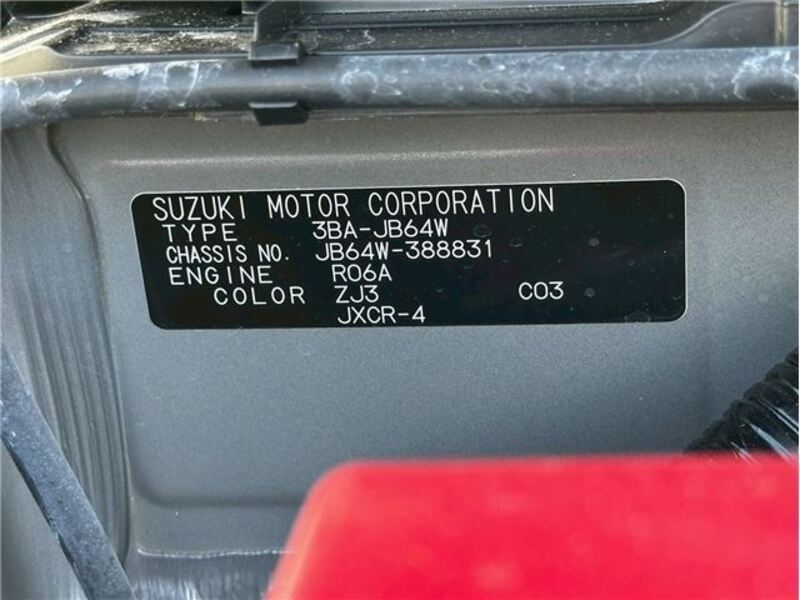 SUZUKI MOTOR CORPORATION
TYPE 3BA-JB64W
CHASSIS NO. JB64W-388831
ENGINE R06A
COLOR ZJ3 C03
JXCR-4